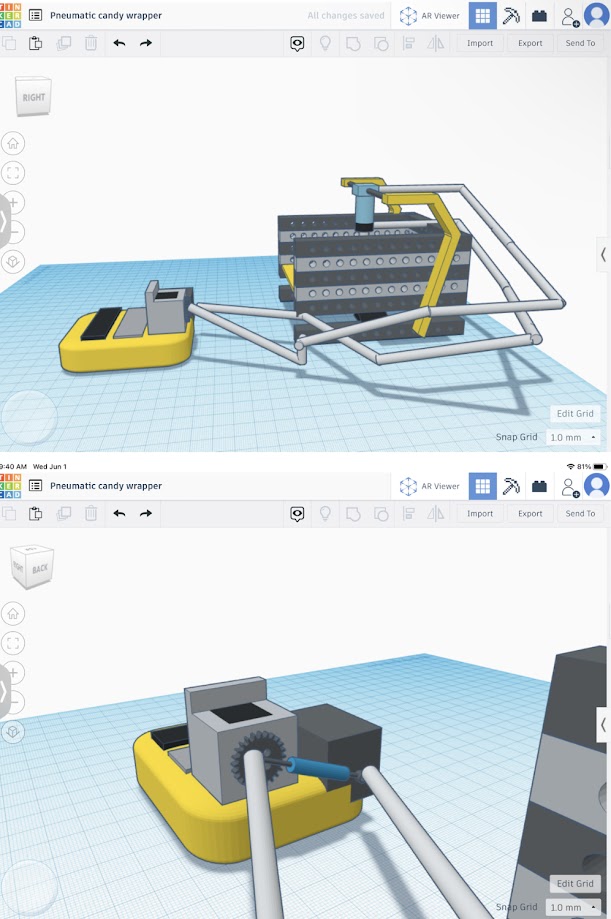 TIN
KER
CAD
Pneumatic candy wrapper
All changes saved
AR Viewer
Import
Export
Send To
RIGHT
Edit Grid
Snap Grid
1.0 mm
9:40 AM Wed Jun 1
81%
TIN
KER
CAD
Pneumatic candy wrapper
AR Viewer
Import
Export
Send To
RIGHT
BACK
Edit Grid
Snap Grid
1.0 mm